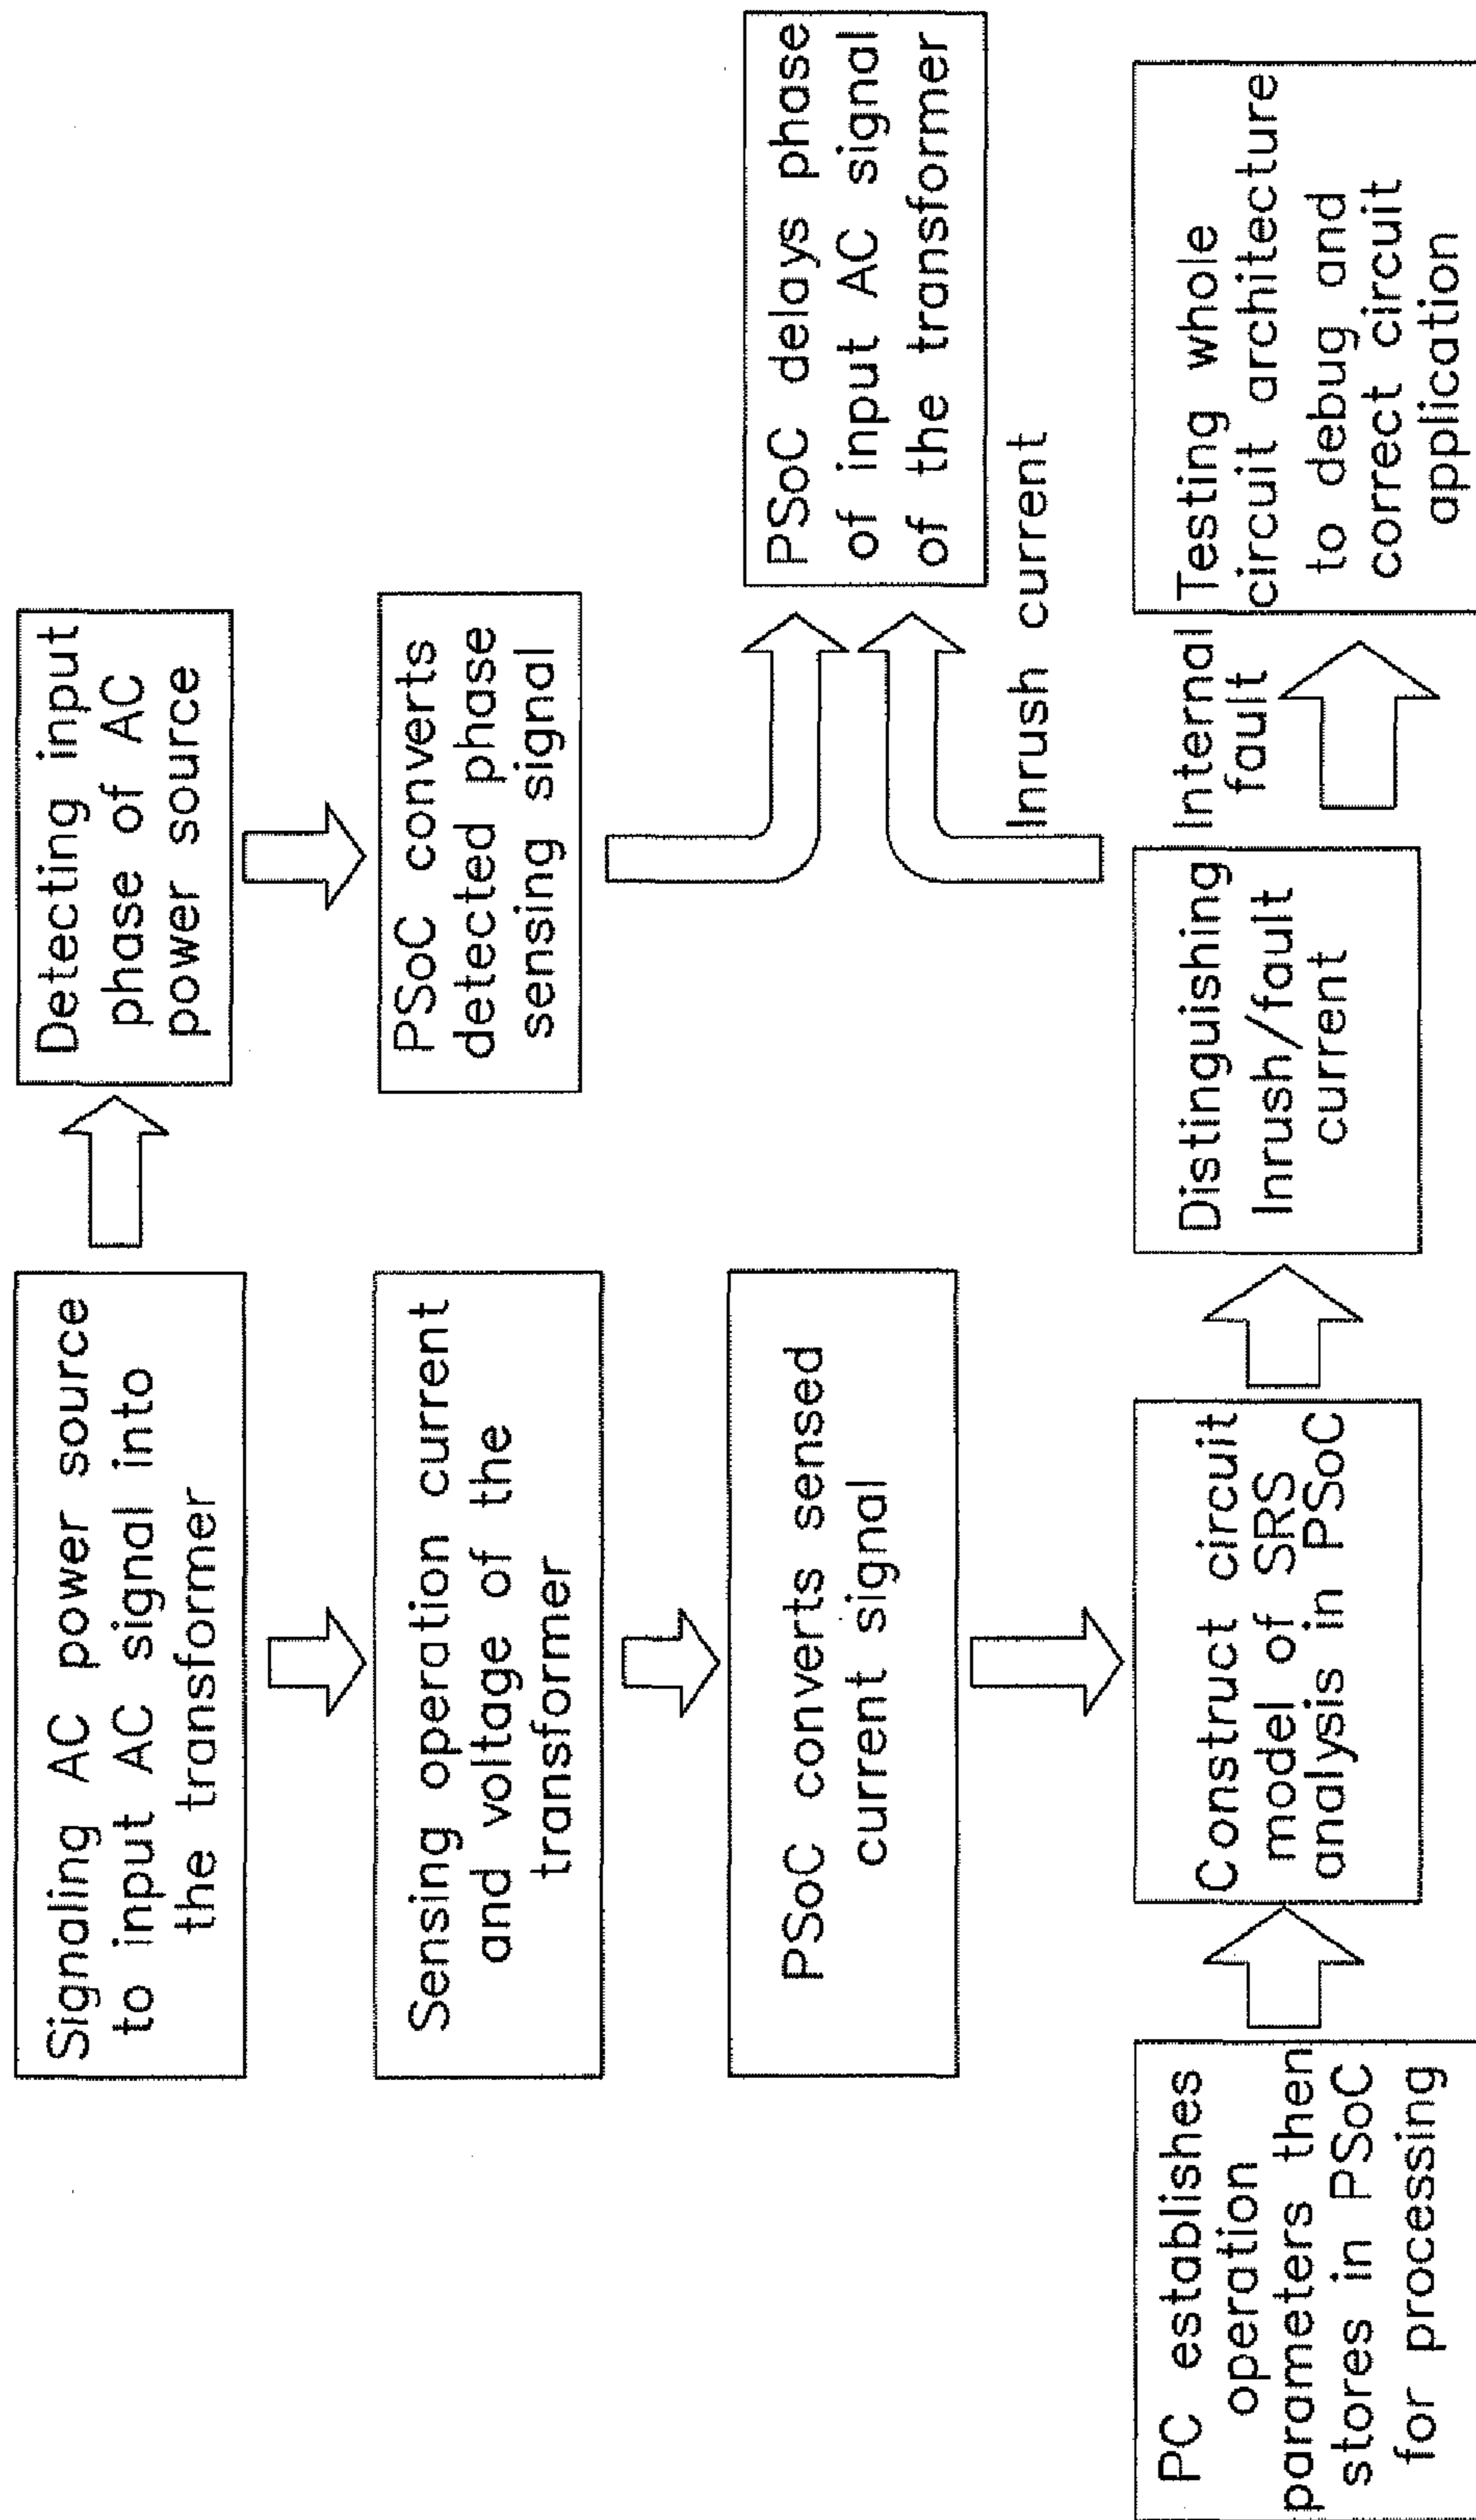 Signaling AC power source
to input AC signal into
the transformer
Detecting input
phase of AC
power source
Sensing operation current
and voltage of the
transformer
PSoC converts
detected phase
sensing signal
PSoC converts sensed
current signal
PSoC delays phase
of input AC signal
of the transformer
Inrush current
PC establishes
operation
parameters then
stores in PSoC
for processing
Construct circuit
model of SRS
analysis in PSoC
Distinguishing
Inrush/fault
current
Internal
fault
Testing whole
circuit architecture
to debug and
correct circuit
application